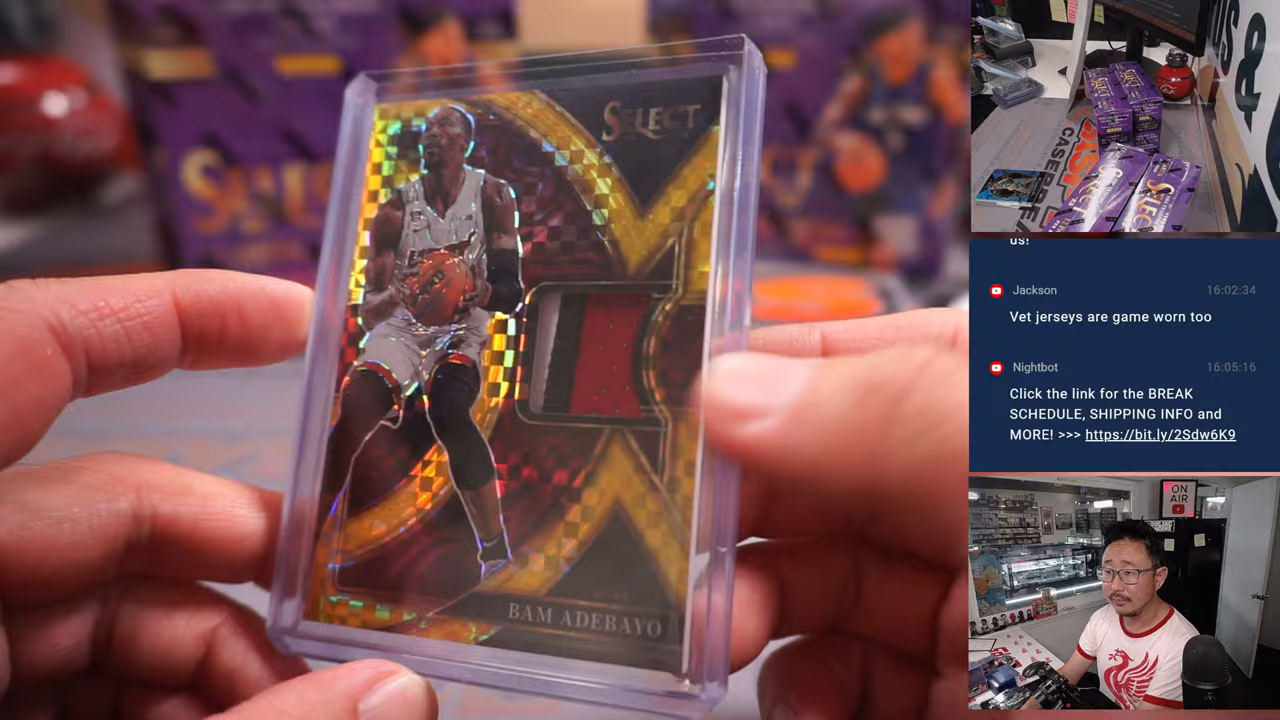 SELECT
BAM ADEBAYO
SELECT
us!
Jackson 16:02:34
Vet jerseys are game worn too
Nightbot 16:05:16
Click the link for the BREAK
SCHEDULE, SHIPPING INFO and
MORE! >>> https://bit.ly/2Sdw6K9
ON
AIR